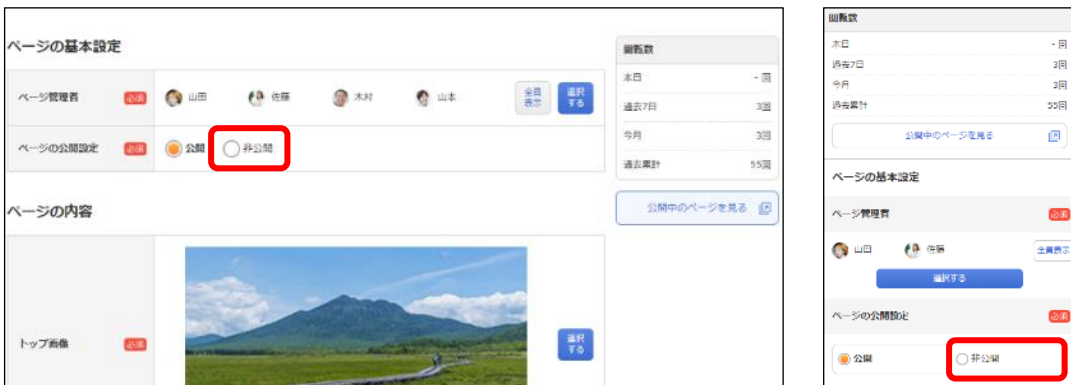 ページの基本設定
ページ管理者 必須 山田 佐藤 木村 山本 全員表示 選択する
ページの公開設定 必須 公開 非公開
ページの内容
トップ画像 必須 選択する
閲覧数
本日 - 回
過去7日 3回
今月 3回
過去累計 55回
公開中のページを見る
閲覧数
本日 - 回
過去7日 3回
今月 3回
過去累計 55回
公開中のページを見る
ページの基本設定
ページ管理者 必須
山田 佐藤 全員表示
選択する
ページの公開設定 必須
公開 非公開